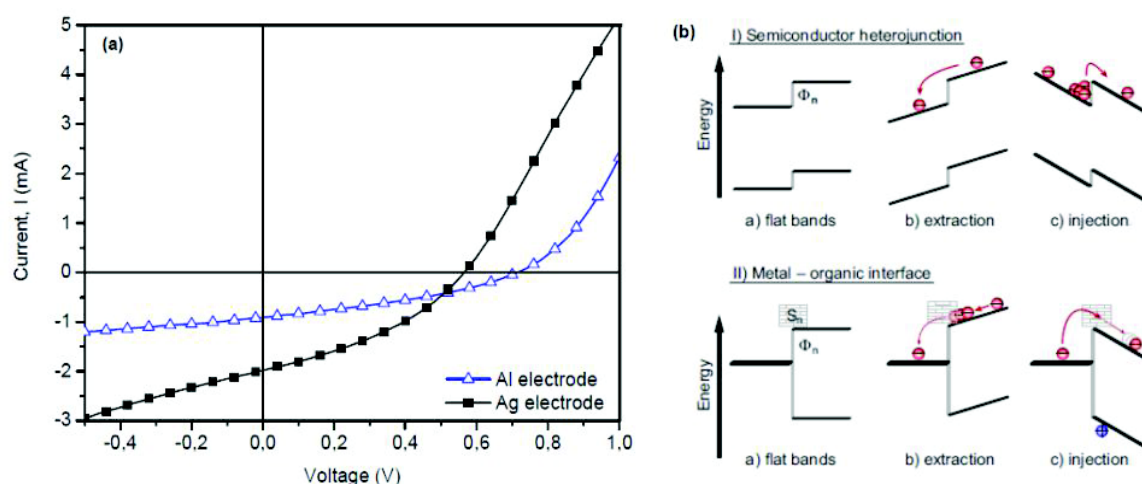 (a)
5
4
3
2
1
0
-1
-2
-3
Current, I (mA)
-0,4 -0,2 0,0 0,2 0,4 0,6 0,8 1,0
Voltage (V)
Al electrode
Ag electrode
(b)
I) Semiconductor heterojunction
Energy
Φn
a) flat bands b) extraction c) injection
II) Metal – organic interface
Energy
Sn
Φn
a) flat bands b) extraction c) injection